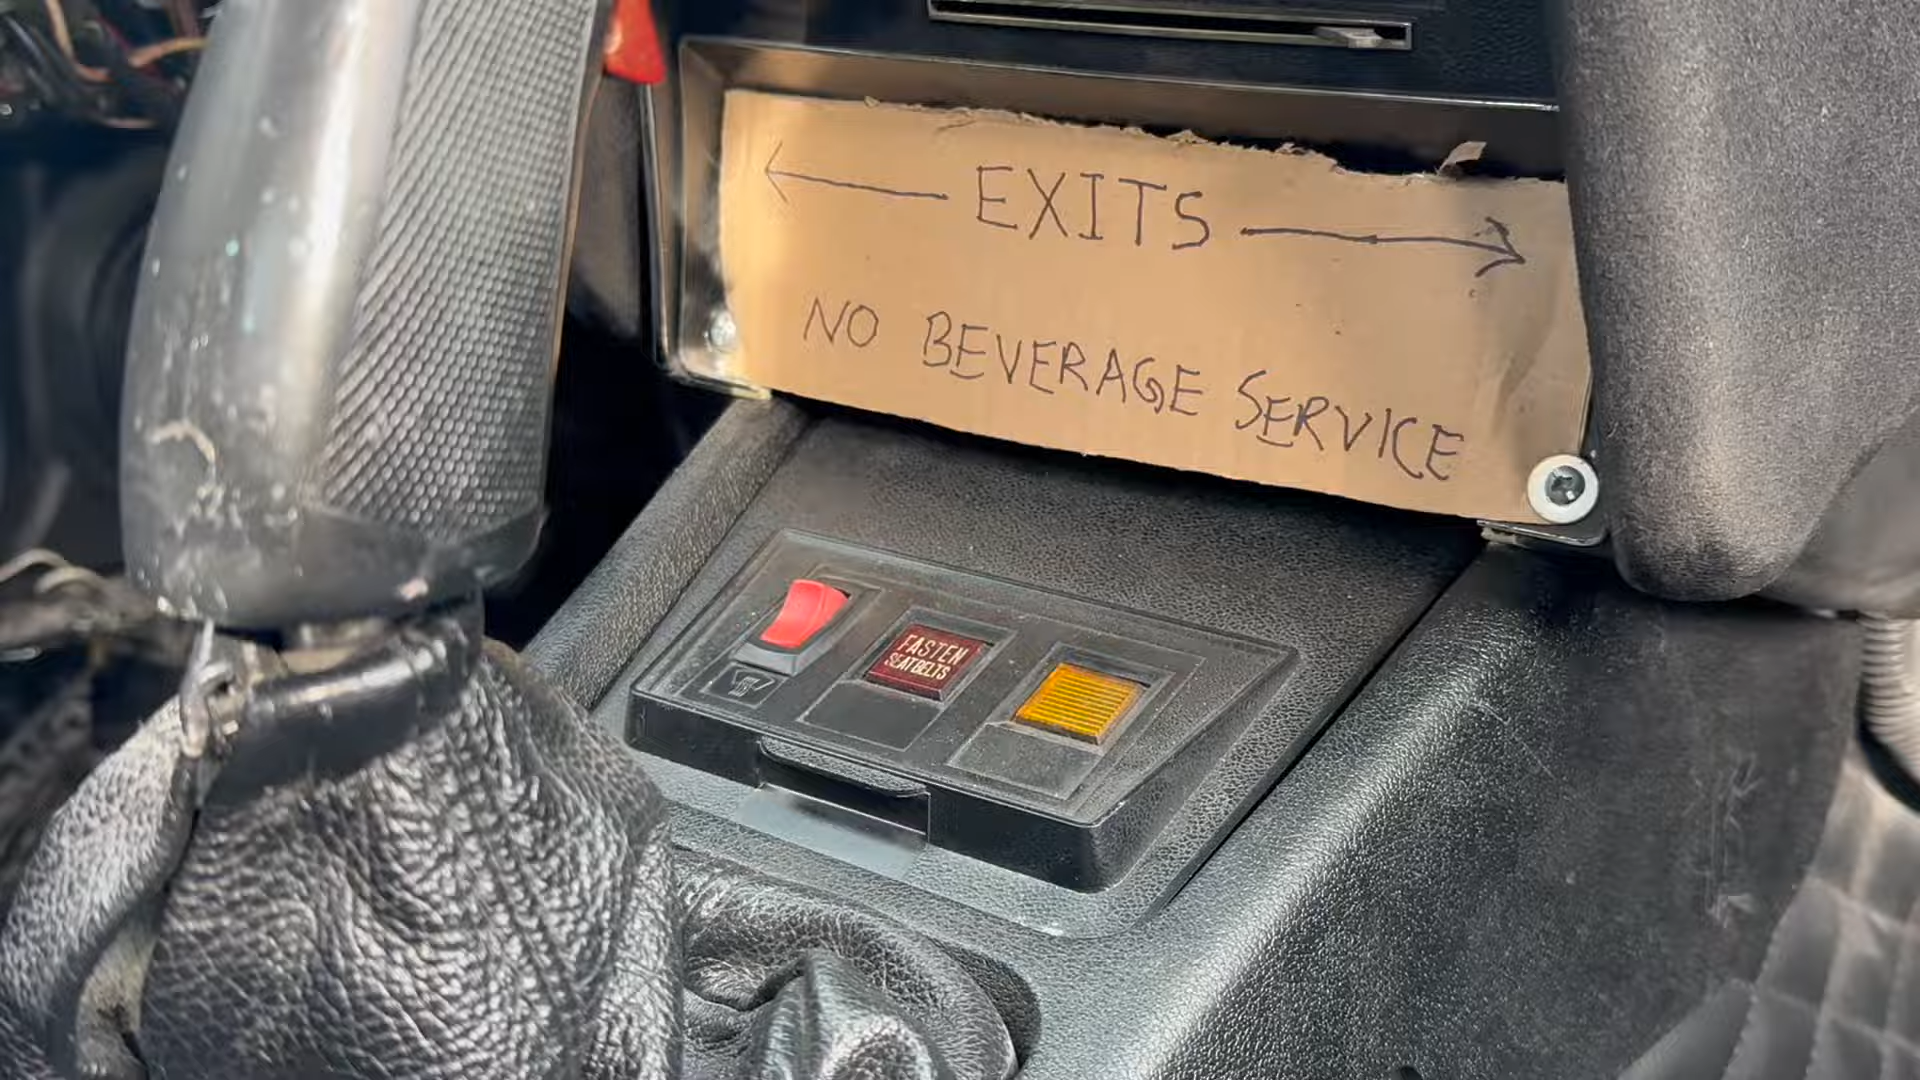 ← EXITS →
NO BEVERAGE SERVICE
FASTEN
SEATBELTS